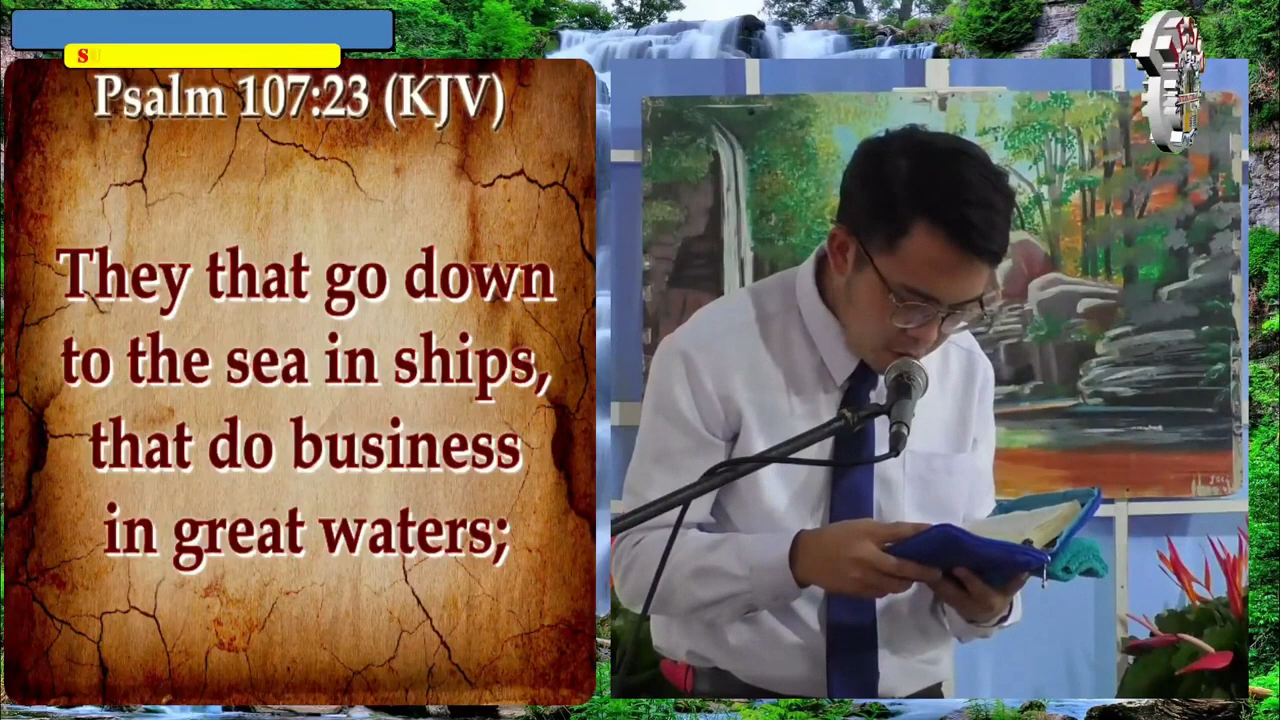 Psalm 107:23 (KJV)
They that go down
to the sea in ships,
that do business
in great waters;